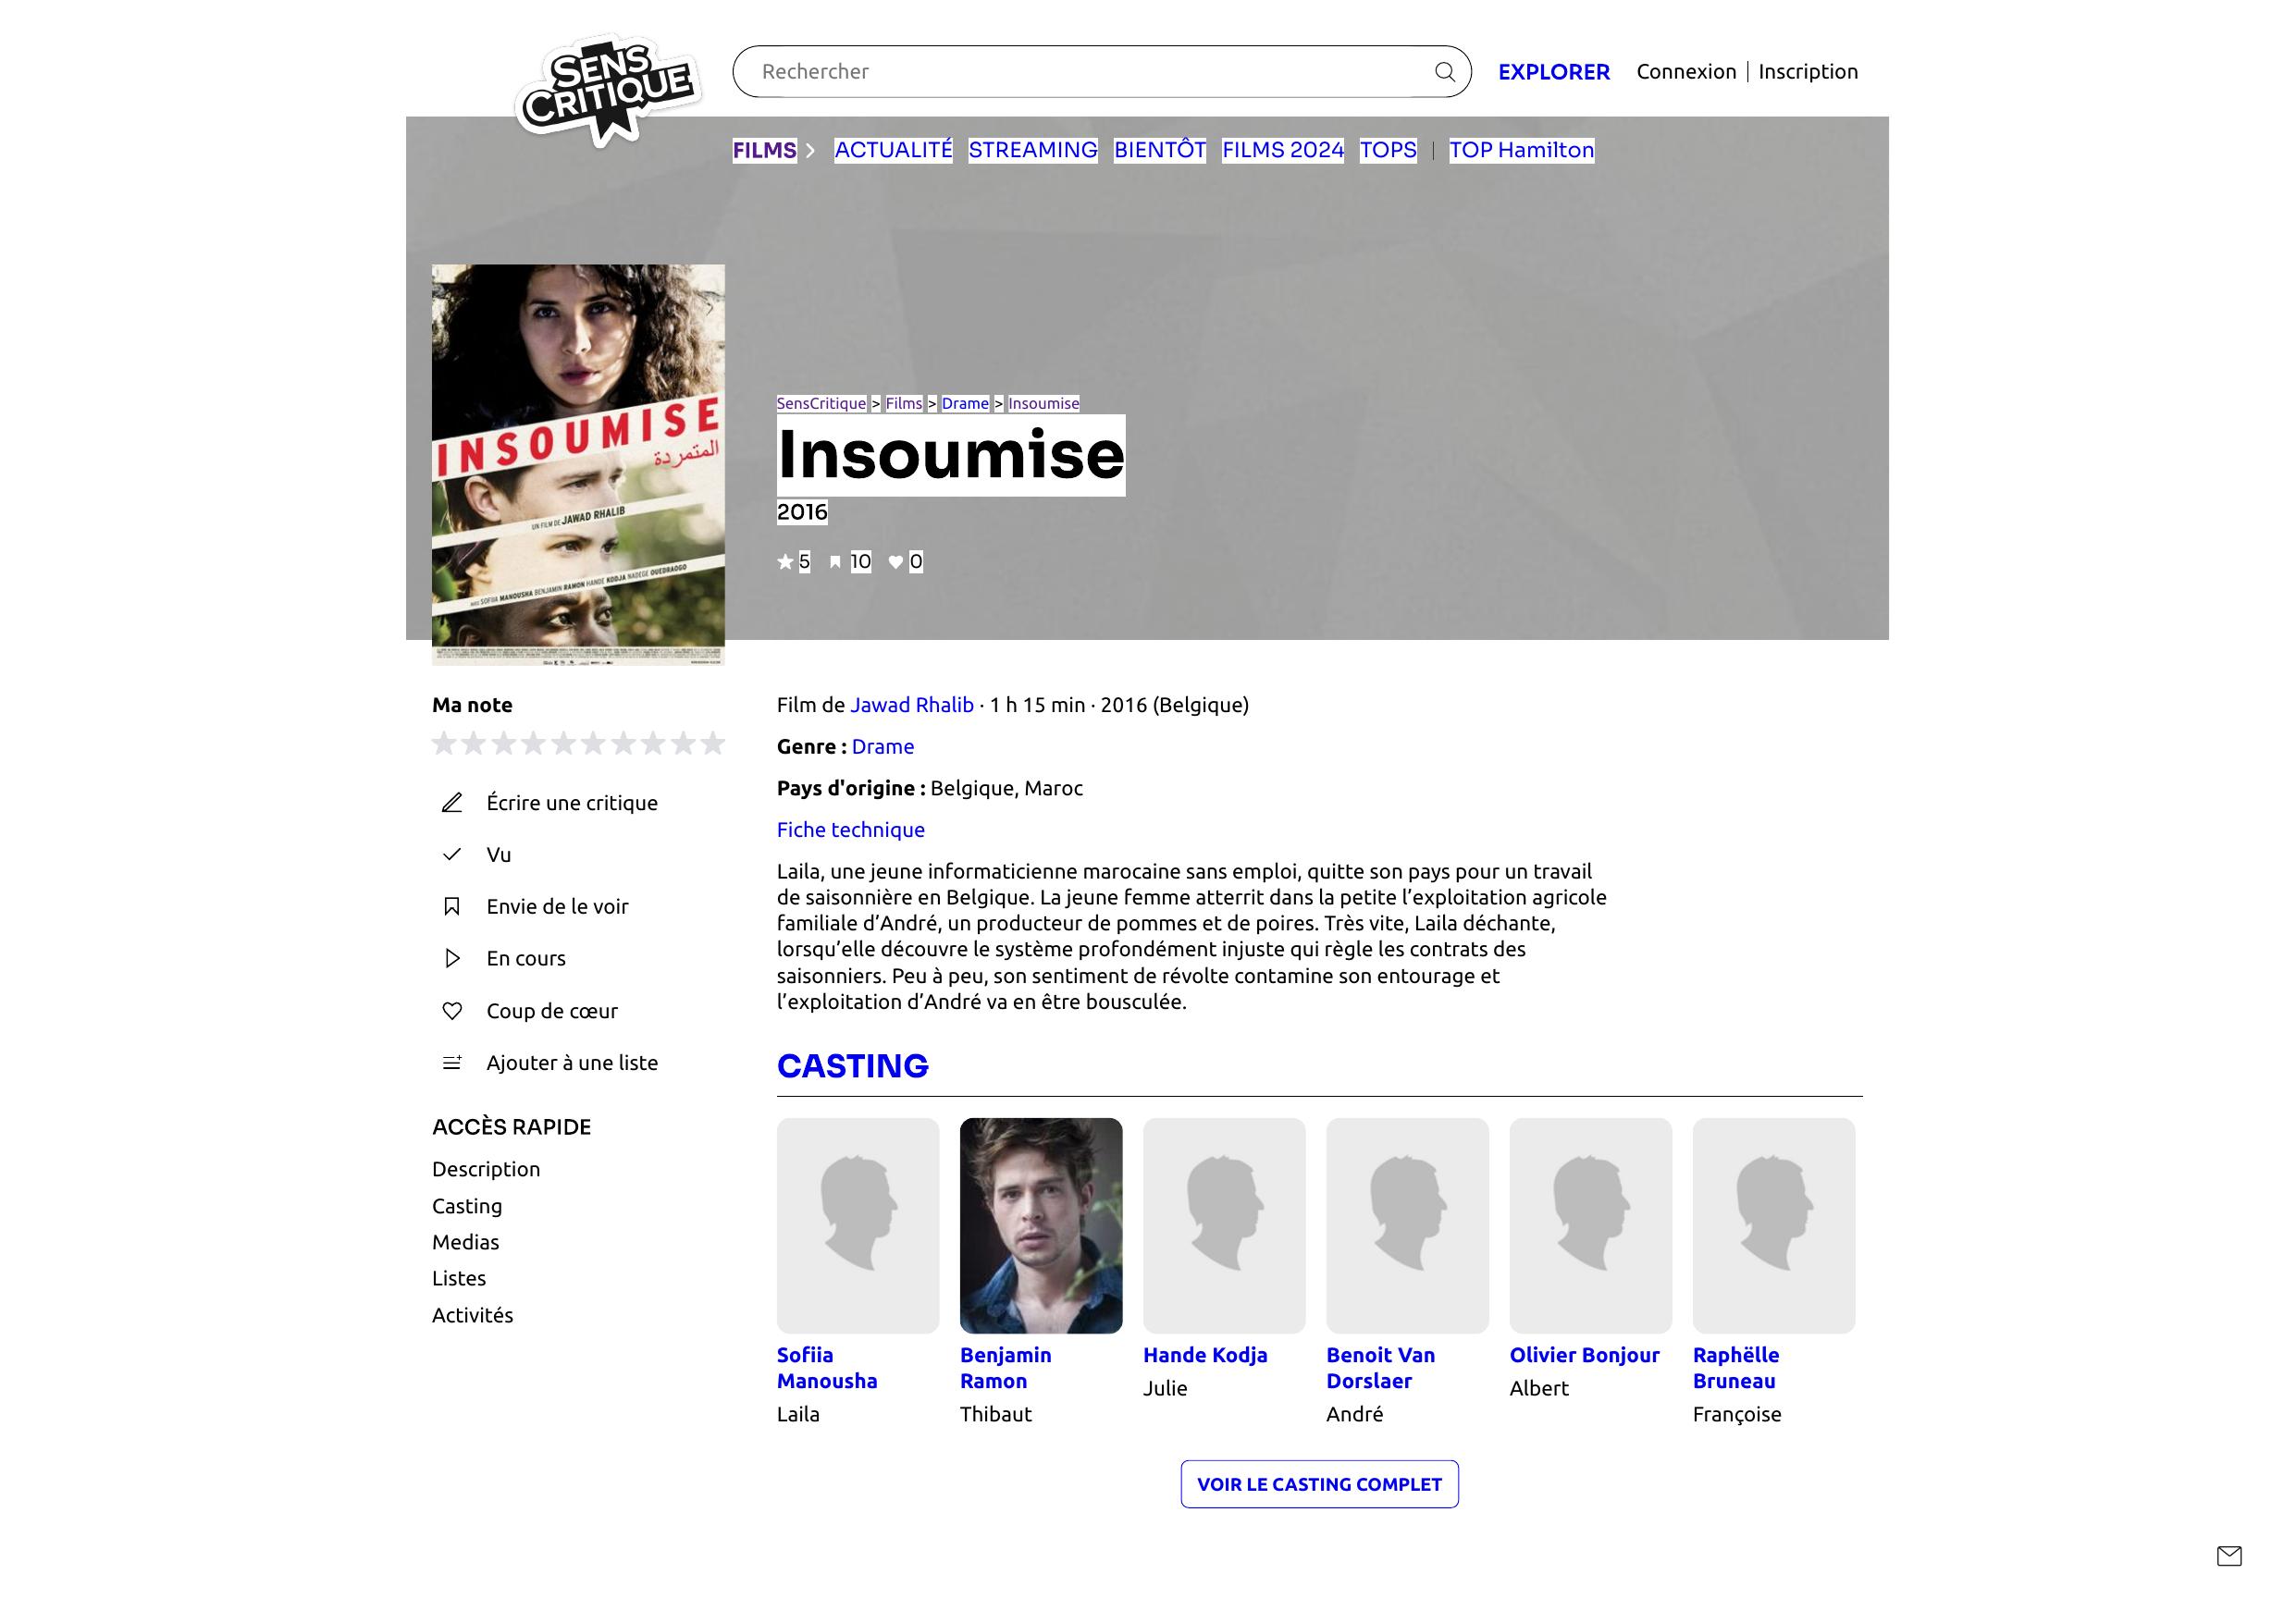 SENS
CRITIQUE
Rechercher
EXPLORER
Connexion | Inscription
FILMS
ACTUALITÉ
STREAMING
BIENTÔT
FILMS 2024
TOPS
TOP Hamilton
INSOUMISE
المتمردة
UN FILM DE JAWAD RHALIB
AVEC SOFIIA MANOUSHA BENJAMIN RAMON HANDE KODJA NADEGE OUEDRAOGO
SensCritique > Films > Drame > Insoumise
Insoumise
2016
5
10
0
Ma note
Écrire une critique
Vu
Envie de le voir
En cours
Coup de cœur
Ajouter à une liste
ACCÈS RAPIDE
Description
Casting
Medias
Listes
Activités
Film de Jawad Rhalib · 1 h 15 min · 2016 (Belgique)
Genre : Drame
Pays d'origine : Belgique, Maroc
Fiche technique
Laila, une jeune informaticienne marocaine sans emploi, quitte son pays pour un travail
de saisonnière en Belgique. La jeune femme atterrit dans la petite l’exploitation agricole
familiale d’André, un producteur de pommes et de poires. Très vite, Laila déchante,
lorsqu’elle découvre le système profondément injuste qui règle les contrats des
saisonniers. Peu à peu, son sentiment de révolte contamine son entourage et
l’exploitation d’André va en être bousculée.
CASTING
Sofiia
Manousha
Laila
Benjamin
Ramon
Thibaut
Hande Kodja
Julie
Benoit Van
Dorslaer
André
Olivier Bonjour
Albert
Raphëlle
Bruneau
Françoise
VOIR LE CASTING COMPLET